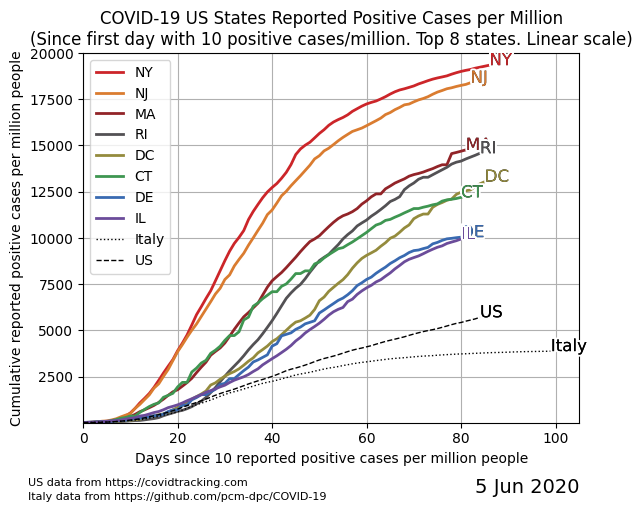 COVID-19 US States Reported Positive Cases per Million
(Since first day with 10 positive cases/million. Top 8 states. Linear scale)
Cumulative reported positive cases per million people
20000
17500
15000
12500
10000
7500
5000
2500
NY
NJ
MA
RI
DC
CT
DE
IL
Italy
US
NY
NJ
MA
RI
DC
CT
DE
IL
US
Italy
0
20
40
60
80
100
Days since 10 reported positive cases per million people
US data from https://covidtracking.com
Italy data from https://github.com/pcm-dpc/COVID-19
5 Jun 2020